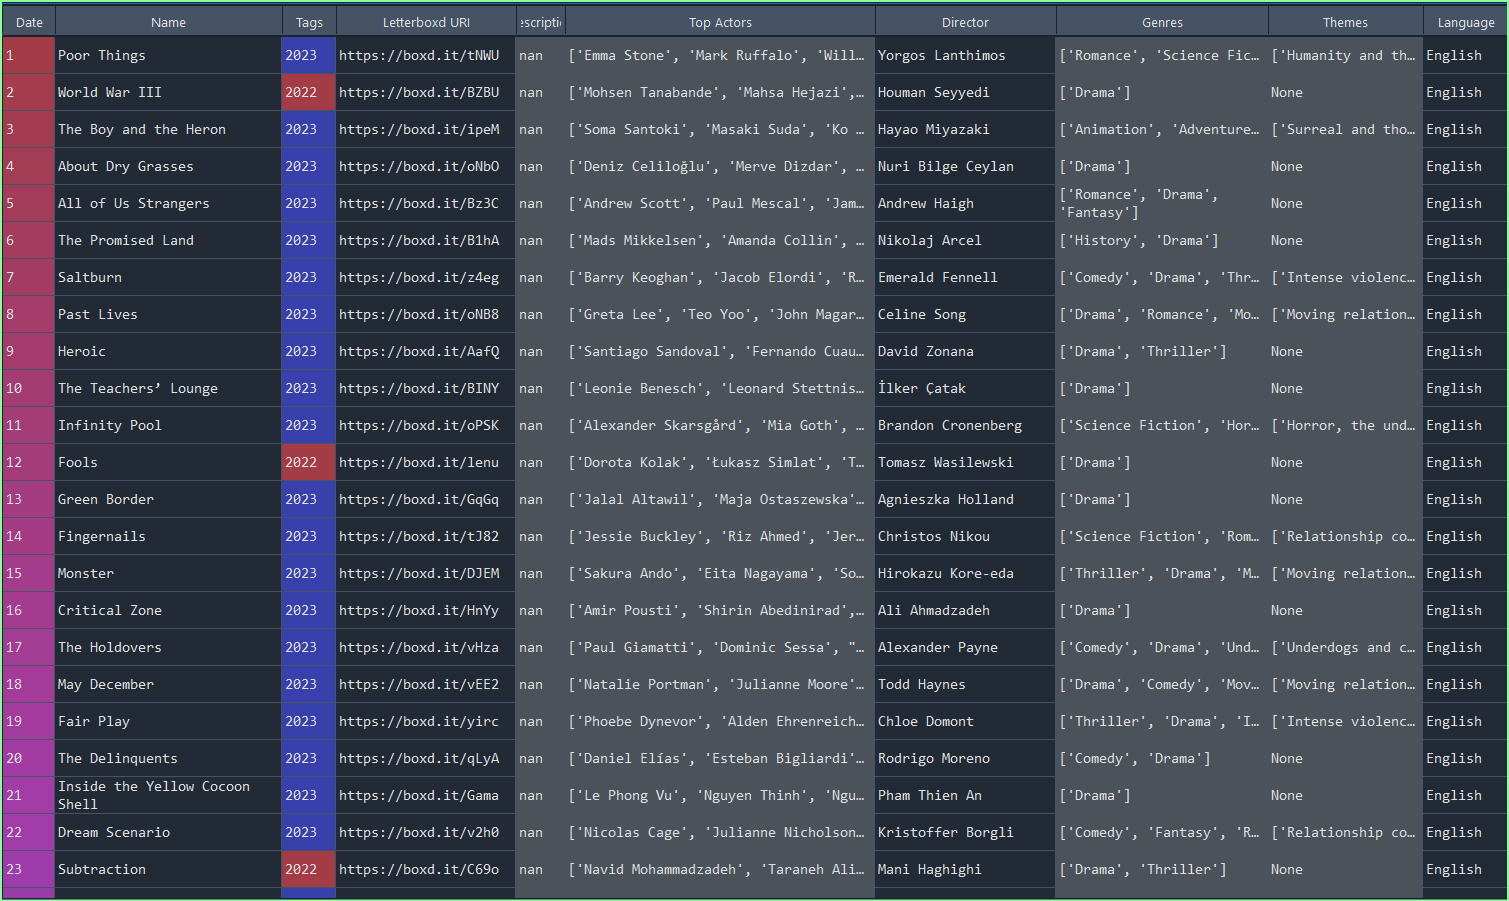 Date Name Tags Letterboxd URI escripti Top Actors Director Genres Themes Language
1 Poor Things 2023 https://boxd.it/tNWU nan ['Emma Stone', 'Mark Ruffalo', 'Will… Yorgos Lanthimos ['Romance', 'Science Fic… ['Humanity and th… English
2 World War III 2022 https://boxd.it/BZBU nan ['Mohsen Tanabande', 'Mahsa Hejazi',… Houman Seyyedi ['Drama'] None English
3 The Boy and the Heron 2023 https://boxd.it/ipeM nan ['Soma Santoki', 'Masaki Suda', 'Ko … Hayao Miyazaki ['Animation', 'Adventure… ['Surreal and tho… English
4 About Dry Grasses 2023 https://boxd.it/oNbO nan ['Deniz Celiloğlu', 'Merve Dizdar', … Nuri Bilge Ceylan ['Drama'] None English
5 All of Us Strangers 2023 https://boxd.it/Bz3C nan ['Andrew Scott', 'Paul Mescal', 'Jam… Andrew Haigh ['Romance', 'Drama', None English
'Fantasy']
6 The Promised Land 2023 https://boxd.it/B1hA nan ['Mads Mikkelsen', 'Amanda Collin', … Nikolaj Arcel ['History', 'Drama'] None English
7 Saltburn 2023 https://boxd.it/z4eg nan ['Barry Keoghan', 'Jacob Elordi', 'R… Emerald Fennell ['Comedy', 'Drama', 'Thr… ['Intense violenc… English
8 Past Lives 2023 https://boxd.it/oNB8 nan ['Greta Lee', 'Teo Yoo', 'John Magar… Celine Song ['Drama', 'Romance', 'Mo… ['Moving relation… English
9 Heroic 2023 https://boxd.it/AafQ nan ['Santiago Sandoval', 'Fernando Cuau… David Zonana ['Drama', 'Thriller'] None English
10 The Teachers’ Lounge 2023 https://boxd.it/BINY nan ['Leonie Benesch', 'Leonard Stettnis… İlker Çatak ['Drama'] None English
11 Infinity Pool 2023 https://boxd.it/oPSK nan ['Alexander Skarsgård', 'Mia Goth', … Brandon Cronenberg ['Science Fiction', 'Hor… ['Horror, the und… English
12 Fools 2022 https://boxd.it/lenu nan ['Dorota Kolak', 'Łukasz Simlat', 'T… Tomasz Wasilewski ['Drama'] None English
13 Green Border 2023 https://boxd.it/GqGq nan ['Jalal Altawil', 'Maja Ostaszewska'… Agnieszka Holland ['Drama'] None English
14 Fingernails 2023 https://boxd.it/tJ82 nan ['Jessie Buckley', 'Riz Ahmed', 'Jer… Christos Nikou ['Science Fiction', 'Rom… ['Relationship co… English
15 Monster 2023 https://boxd.it/DJEM nan ['Sakura Ando', 'Eita Nagayama', 'So… Hirokazu Kore-eda ['Thriller', 'Drama', 'M… ['Moving relation… English
16 Critical Zone 2023 https://boxd.it/HnYy nan ['Amir Pousti', 'Shirin Abedinirad',… Ali Ahmadzadeh ['Drama'] None English
17 The Holdovers 2023 https://boxd.it/vHza nan ['Paul Giamatti', 'Dominic Sessa', "… Alexander Payne ['Comedy', 'Drama', 'Und… ['Underdogs and c… English
18 May December 2023 https://boxd.it/vEE2 nan ['Natalie Portman', 'Julianne Moore'… Todd Haynes ['Drama', 'Comedy', 'Mov… ['Moving relation… English
19 Fair Play 2023 https://boxd.it/yirc nan ['Phoebe Dynevor', 'Alden Ehrenreich… Chloe Domont ['Thriller', 'Drama', 'I… ['Intense violenc… English
20 The Delinquents 2023 https://boxd.it/qLyA nan ['Daniel Elías', 'Esteban Bigliardi'… Rodrigo Moreno ['Comedy', 'Drama'] None English
21 Inside the Yellow Cocoon 2023 https://boxd.it/Gama nan ['Le Phong Vu', 'Nguyen Thinh', 'Ngu… Pham Thien An ['Drama'] None English
Shell
22 Dream Scenario 2023 https://boxd.it/v2h0 nan ['Nicolas Cage', 'Julianne Nicholson… Kristoffer Borgli ['Comedy', 'Fantasy', 'R… ['Relationship co… English
23 Subtraction 2022 https://boxd.it/C69o nan ['Navid Mohammadzadeh', 'Taraneh Ali… Mani Haghighi ['Drama', 'Thriller'] None English